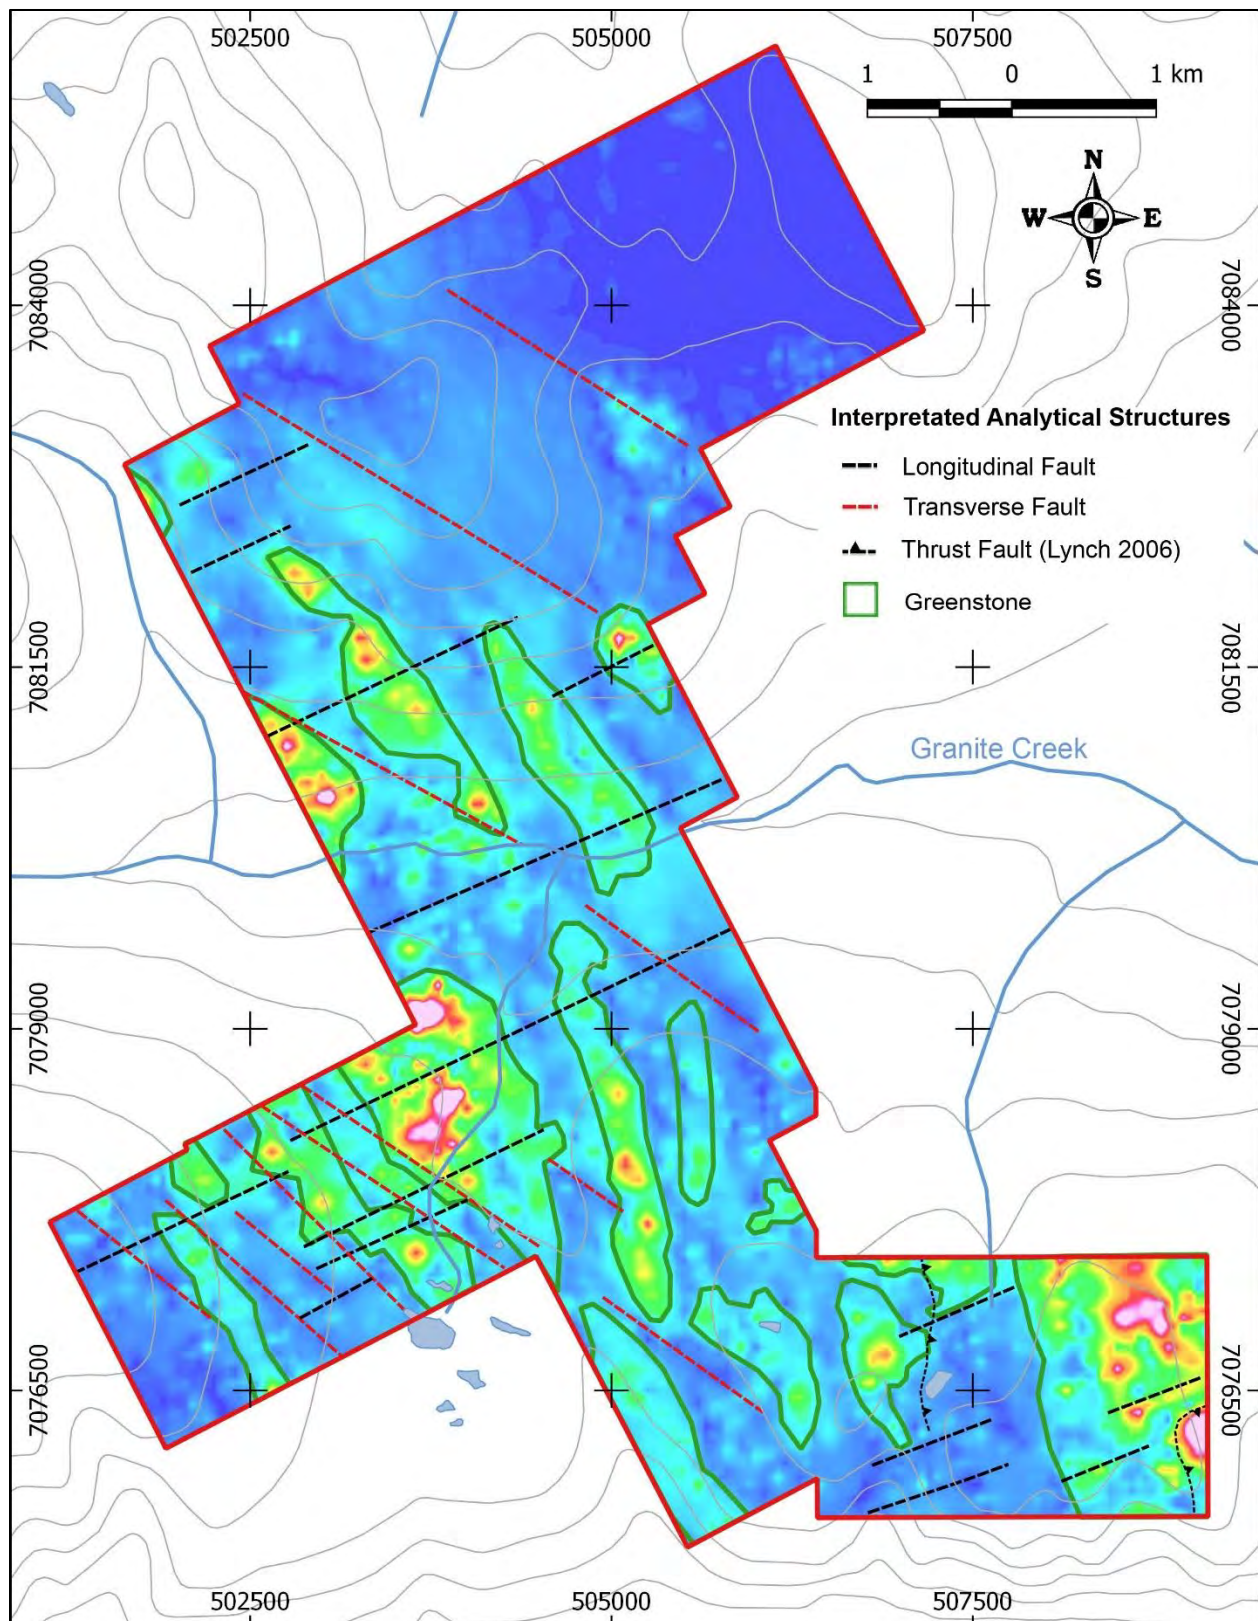 502500 505000 507500
1 0 1 km
N
W E
S
7084000 7084000
Interpretated Analytical Structures
Longitudinal Fault
Transverse Fault
Thrust Fault (Lynch 2006)
Greenstone
7081500 7081500
Granite Creek
7079000 7079000
7076500 7076500
502500 505000 507500